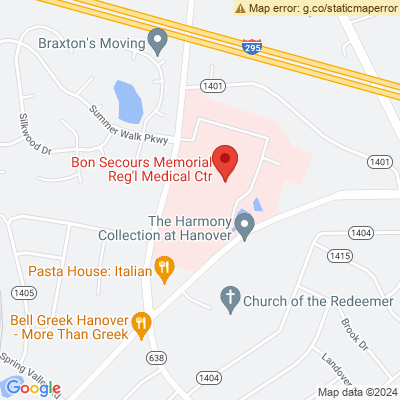 Map error: g.co/staticmaperror
Braxton's Moving
295
1401
Silkwood Dr
Summer Walk Pkwy
Bon Secours Memorial
Reg'l Medical Ctr
1401
The Harmony
Collection at Hanover
1404
1415
Pasta House: Italian
1405
Church of the Redeemer
Bell Greek Hanover
- More Than Greek
638
Brook Dr
Spring Valley Rd
1404
Landover
Google
Map data ©2024